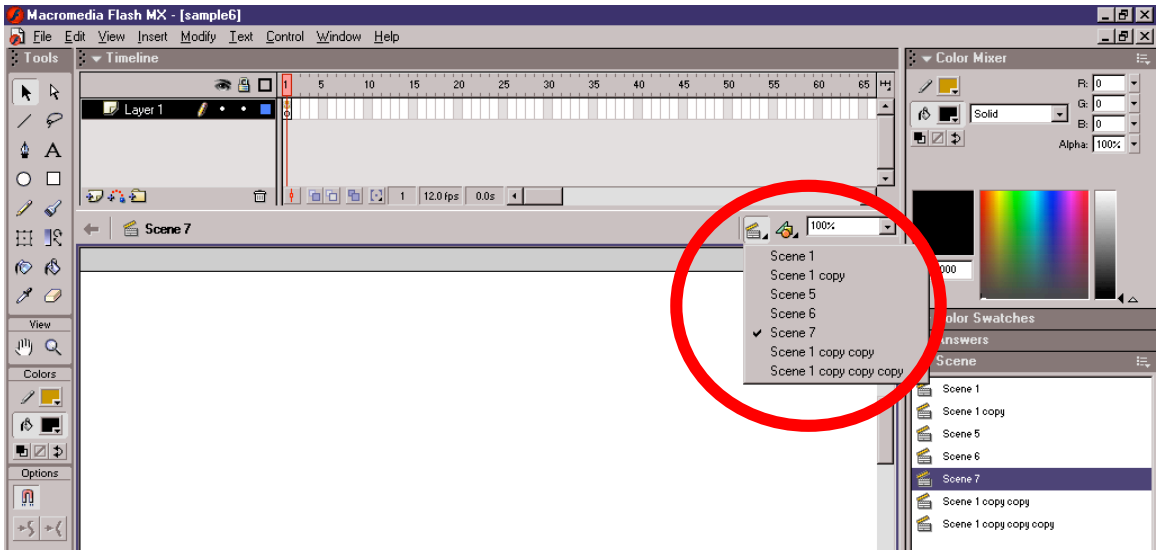 Macromedia Flash MX - [sample6]
File Edit View Insert Modify Text Control Window Help
Tools
Timeline
Color Mixer
1 5 10 15 20 25 30 35 40 45 50 55 60 65
Layer 1
1 12.0 fps 0.0s
R: 0
G: 0
B: 0
Solid
Alpha: 100%
Scene 7
100%
Scene 1
Scene 1 copy
Scene 5
Scene 6
Scene 7
Scene 1 copy copy
Scene 1 copy copy copy
View
Colors
Options
000
olor Swatches
Answers
Scene
Scene 1
Scene 1 copy
Scene 5
Scene 6
Scene 7
Scene 1 copy copy
Scene 1 copy copy copy